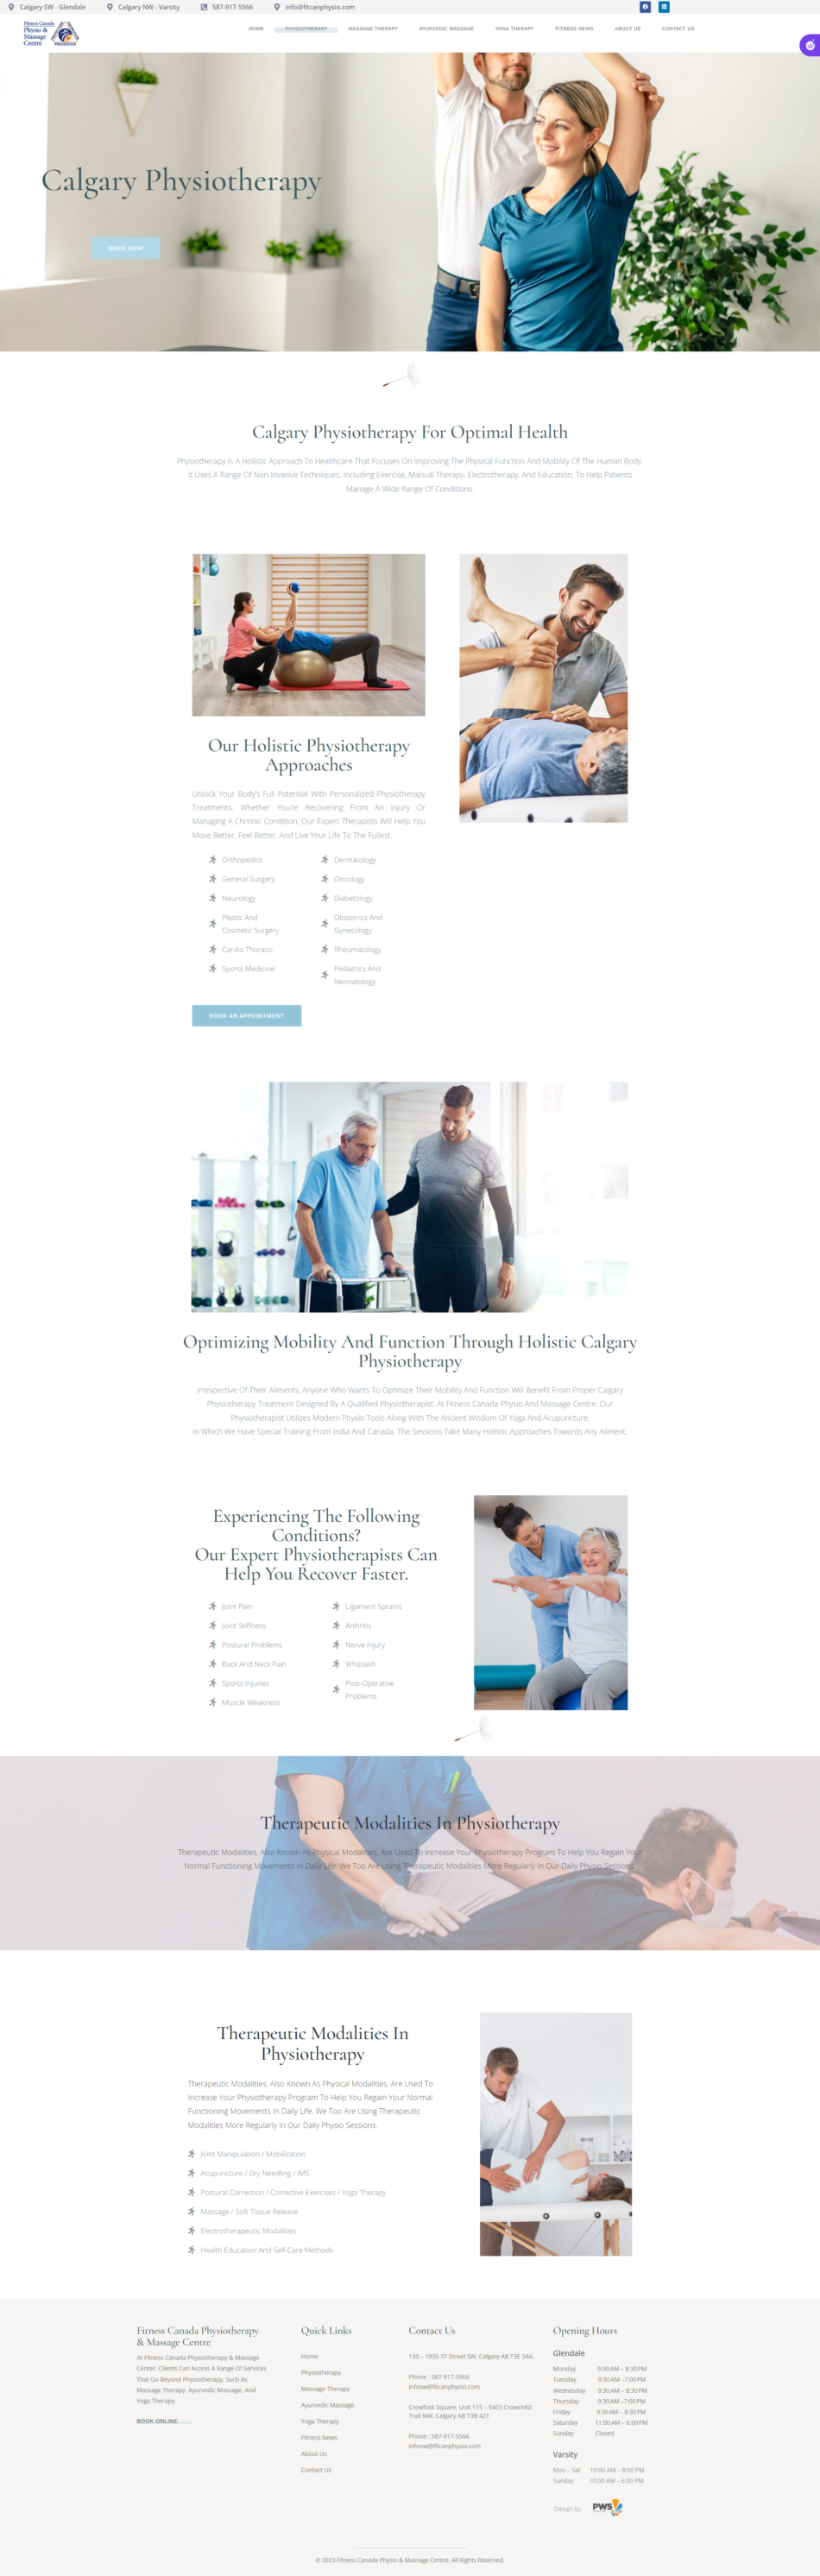 Calgary SW - Glendale
Calgary NW - Varsity
587-917-5566
info@fitcanphysio.com
Fitness Canada
Physio &
Massage
Centre
HOME
PHYSIOTHERAPY
MASSAGE THERAPY
AYURVEDIC MASSAGE
YOGA THERAPY
FITNESS NEWS
ABOUT US
CONTACT US
Calgary Physiotherapy
BOOK NOW
Calgary Physiotherapy For Optimal Health
Physiotherapy Is A Holistic Approach To Healthcare That Focuses On Improving The Physical Function And Mobility Of The Human Body.
It Uses A Range Of Non-Invasive Techniques, Including Exercise, Manual Therapy, Electrotherapy, And Education, To Help Patients
Manage A Wide Range Of Conditions.
Our Holistic Physiotherapy
Approaches
Unlock Your Body's Full Potential With Personalized Physiotherapy
Treatments. Whether You're Recovering From An Injury Or
Managing A Chronic Condition, Our Expert Therapists Will Help You
Move Better, Feel Better, And Live Your Life To The Fullest.
Orthopedics
General Surgery
Neurology
Plastic And
Cosmetic Surgery
Cardio Thoracic
Sports Medicine
Dermatology
Oncology
Diabetology
Obstetrics And
Gynecology
Rheumatology
Pediatrics And
Neonatology
BOOK AN APPOINTMENT
Optimizing Mobility And Function Through Holistic Calgary
Physiotherapy
Irrespective Of Their Ailments, Anyone Who Wants To Optimize Their Mobility And Function Will Benefit From Proper Calgary
Physiotherapy Treatment Designed By A Qualified Physiotherapist. At Fitness Canada Physio And Massage Centre, Our
Physiotherapist Utilizes Modern Physio Tools Along With The Ancient Wisdom Of Yoga And Acupuncture,
In Which We Have Special Training From India And Canada. The Sessions Take Many Holistic Approaches Towards Any Ailment.
Experiencing The Following
Conditions?
Our Expert Physiotherapists Can
Help You Recover Faster.
Joint Pain
Joint Stiffness
Postural Problems
Back And Neck Pain
Sports Injuries
Muscle Weakness
Ligament Sprains
Arthritis
Nerve Injury
Whiplash
Post-Operative
Problems
Therapeutic Modalities In Physiotherapy
Therapeutic Modalities, Also Known As Physical Modalities, Are Used To Increase Your Physiotherapy Program To Help You Regain Your
Normal Functioning Movements In Daily Life. We Too Are Using Therapeutic Modalities More Regularly In Our Daily Physio Sessions.
Therapeutic Modalities In
Physiotherapy
Therapeutic Modalities, Also Known As Physical Modalities, Are Used To
Increase Your Physiotherapy Program To Help You Regain Your Normal
Functioning Movements In Daily Life. We Too Are Using Therapeutic
Modalities More Regularly In Our Daily Physio Sessions.
Joint Manipulation / Mobilization
Acupuncture / Dry Needling / IMS
Postural Correction / Corrective Exercises / Yoga Therapy
Massage / Soft Tissue Release
Electrotherapeutic Modalities
Health Education And Self-Care Methods
Fitness Canada Physiotherapy
& Massage Centre
At Fitness Canada Physiotherapy & Massage
Center, Clients Can Access A Range Of Services
That Go Beyond Physiotherapy, Such As
Massage Therapy, Ayurvedic Massage, And
Yoga Therapy.
BOOK ONLINE
Quick Links
Home
Physiotherapy
Massage Therapy
Ayurvedic Massage
Yoga Therapy
Fitness News
About Us
Contact Us
Contact Us
130 – 1935 37 Street SW, Calgary AB T3E 3A4.
Phone : 587-917-5566
infosw@fitcanphysio.com
Crowfoot Square, Unit 115 – 5403 Crowchild
Trail NW, Calgary AB T3B 4Z1
Phone : 587-917-5566
infonw@fitcanphysio.com
Opening Hours
Glendale
Monday 9:30 AM – 8:30 PM
Tuesday 9:30 AM –7:00 PM
Wednesday 9:30 AM – 8:30 PM
Thursday 9:30 AM –7:00 PM
Friday 9:30 AM – 8:30 PM
Saturday 11:00 AM – 6:00 PM
Sunday Closed
Varsity
Mon – Sat 10:00 AM – 8:00 PM
Sunday 10:00 AM – 6:00 PM
Design by PWS
© 2023 Fitness Canada Physio & Massage Centre. All Rights Reserved.